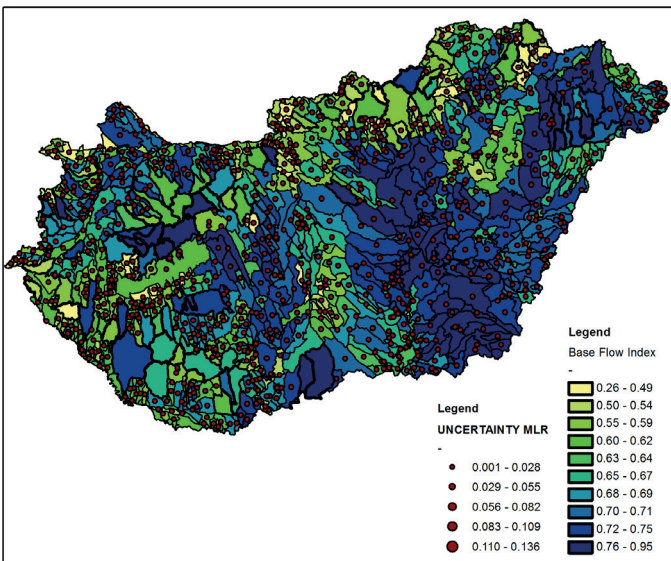 Legend
UNCERTAINTY MLR
-
0.001 - 0.028
0.029 - 0.055
0.056 - 0.082
0.083 - 0.109
0.110 - 0.136
Legend
Base Flow Index
-
0.26 - 0.49
0.50 - 0.54
0.55 - 0.59
0.60 - 0.62
0.63 - 0.64
0.65 - 0.67
0.68 - 0.69
0.70 - 0.71
0.72 - 0.75
0.76 - 0.95